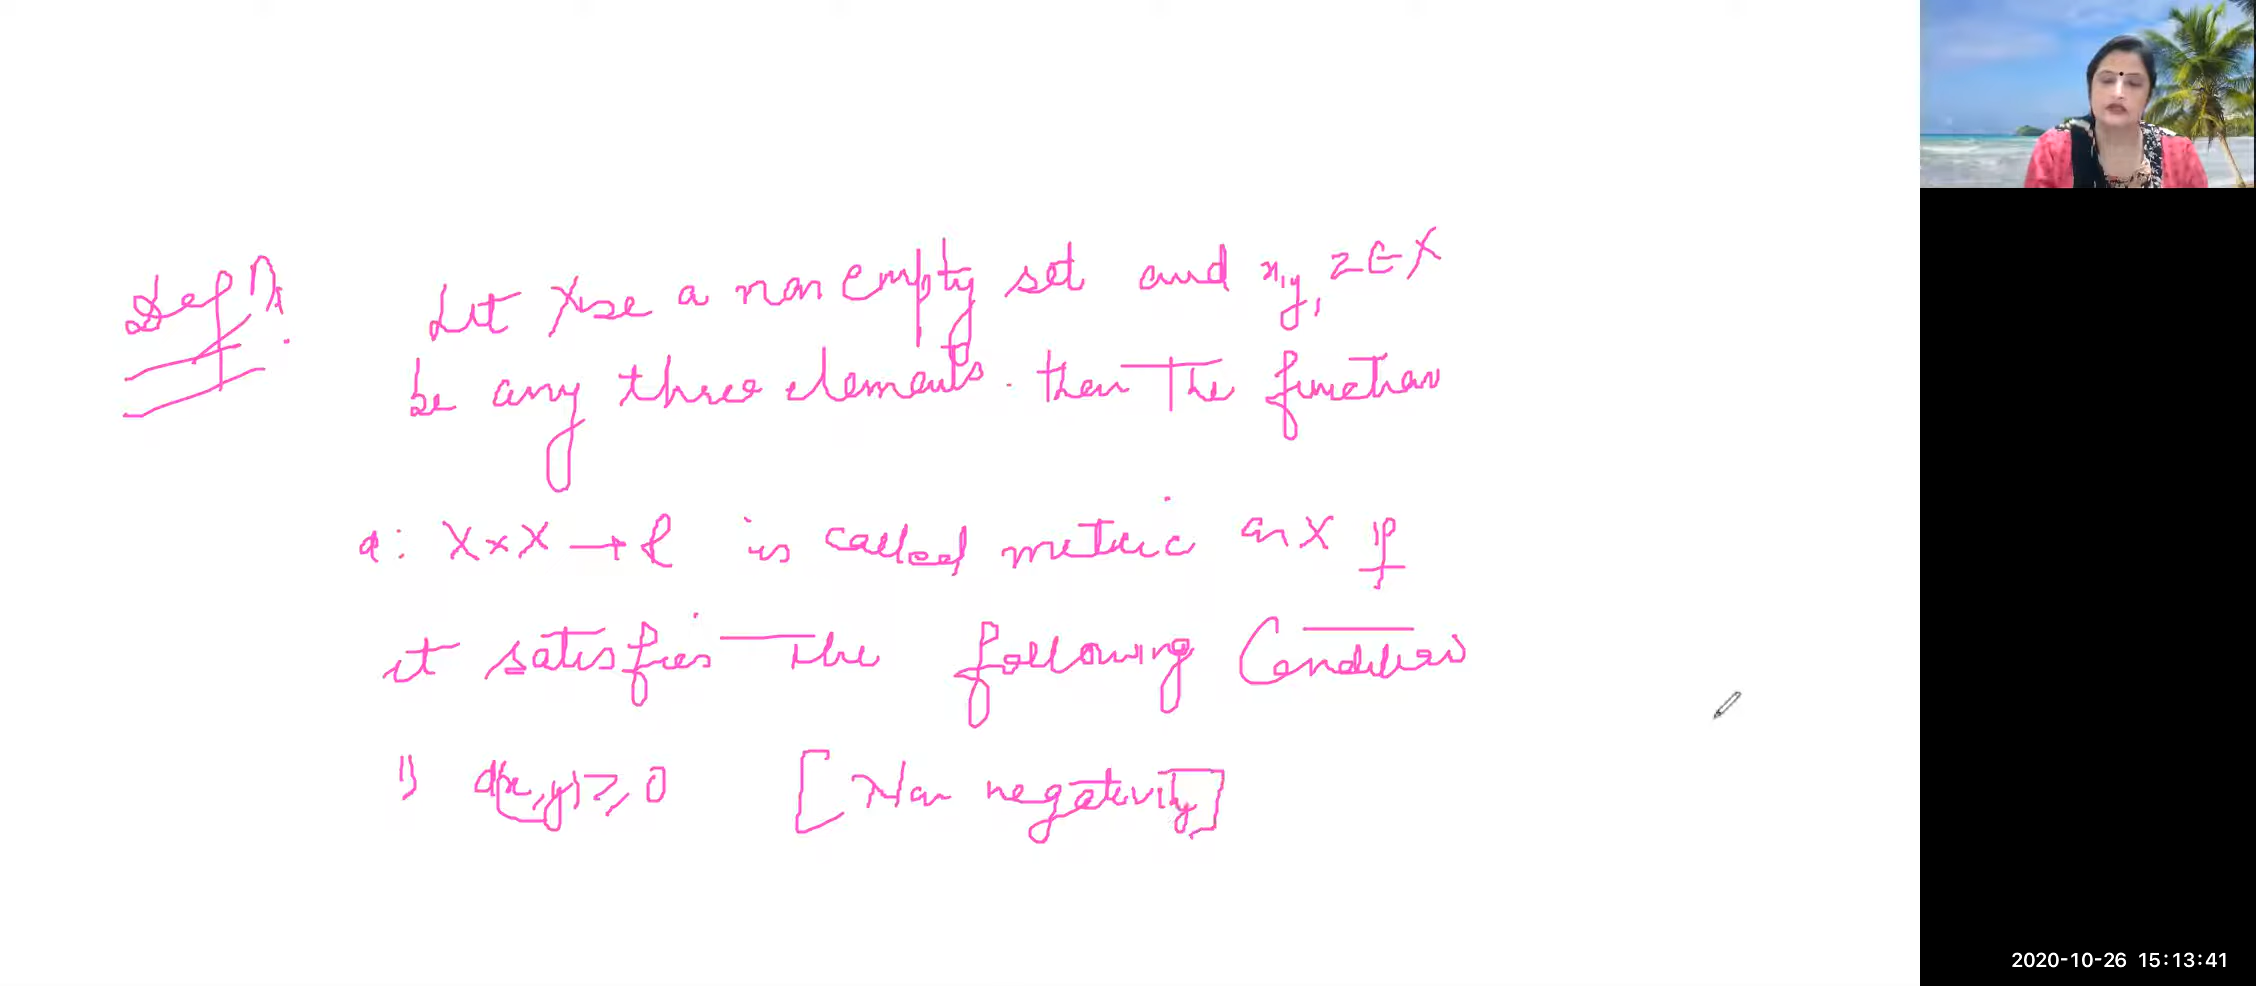 Defn.
Let X be a non empty set and x, y, z ∈ X
be any three elements. then the function
d: X × X → R is called metric on X if
it satisfies the following Conditions
1) d(x, y) ≥ 0 [Non negativity]
2020-10-26 15:13:41